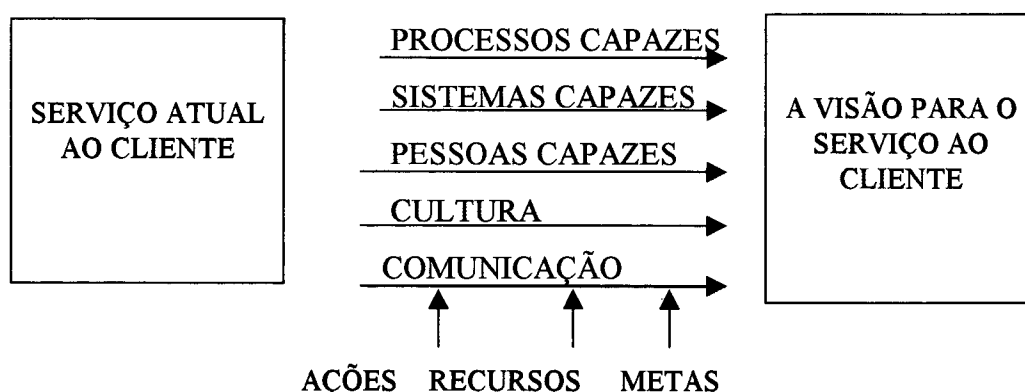 SERVIÇO ATUAL
AO CLIENTE
PROCESSOS CAPAZES
SISTEMAS CAPAZES
PESSOAS CAPAZES
CULTURA
COMUNICAÇÃO
A VISÃO PARA O
SERVIÇO AO
CLIENTE
AÇÕES RECURSOS METAS